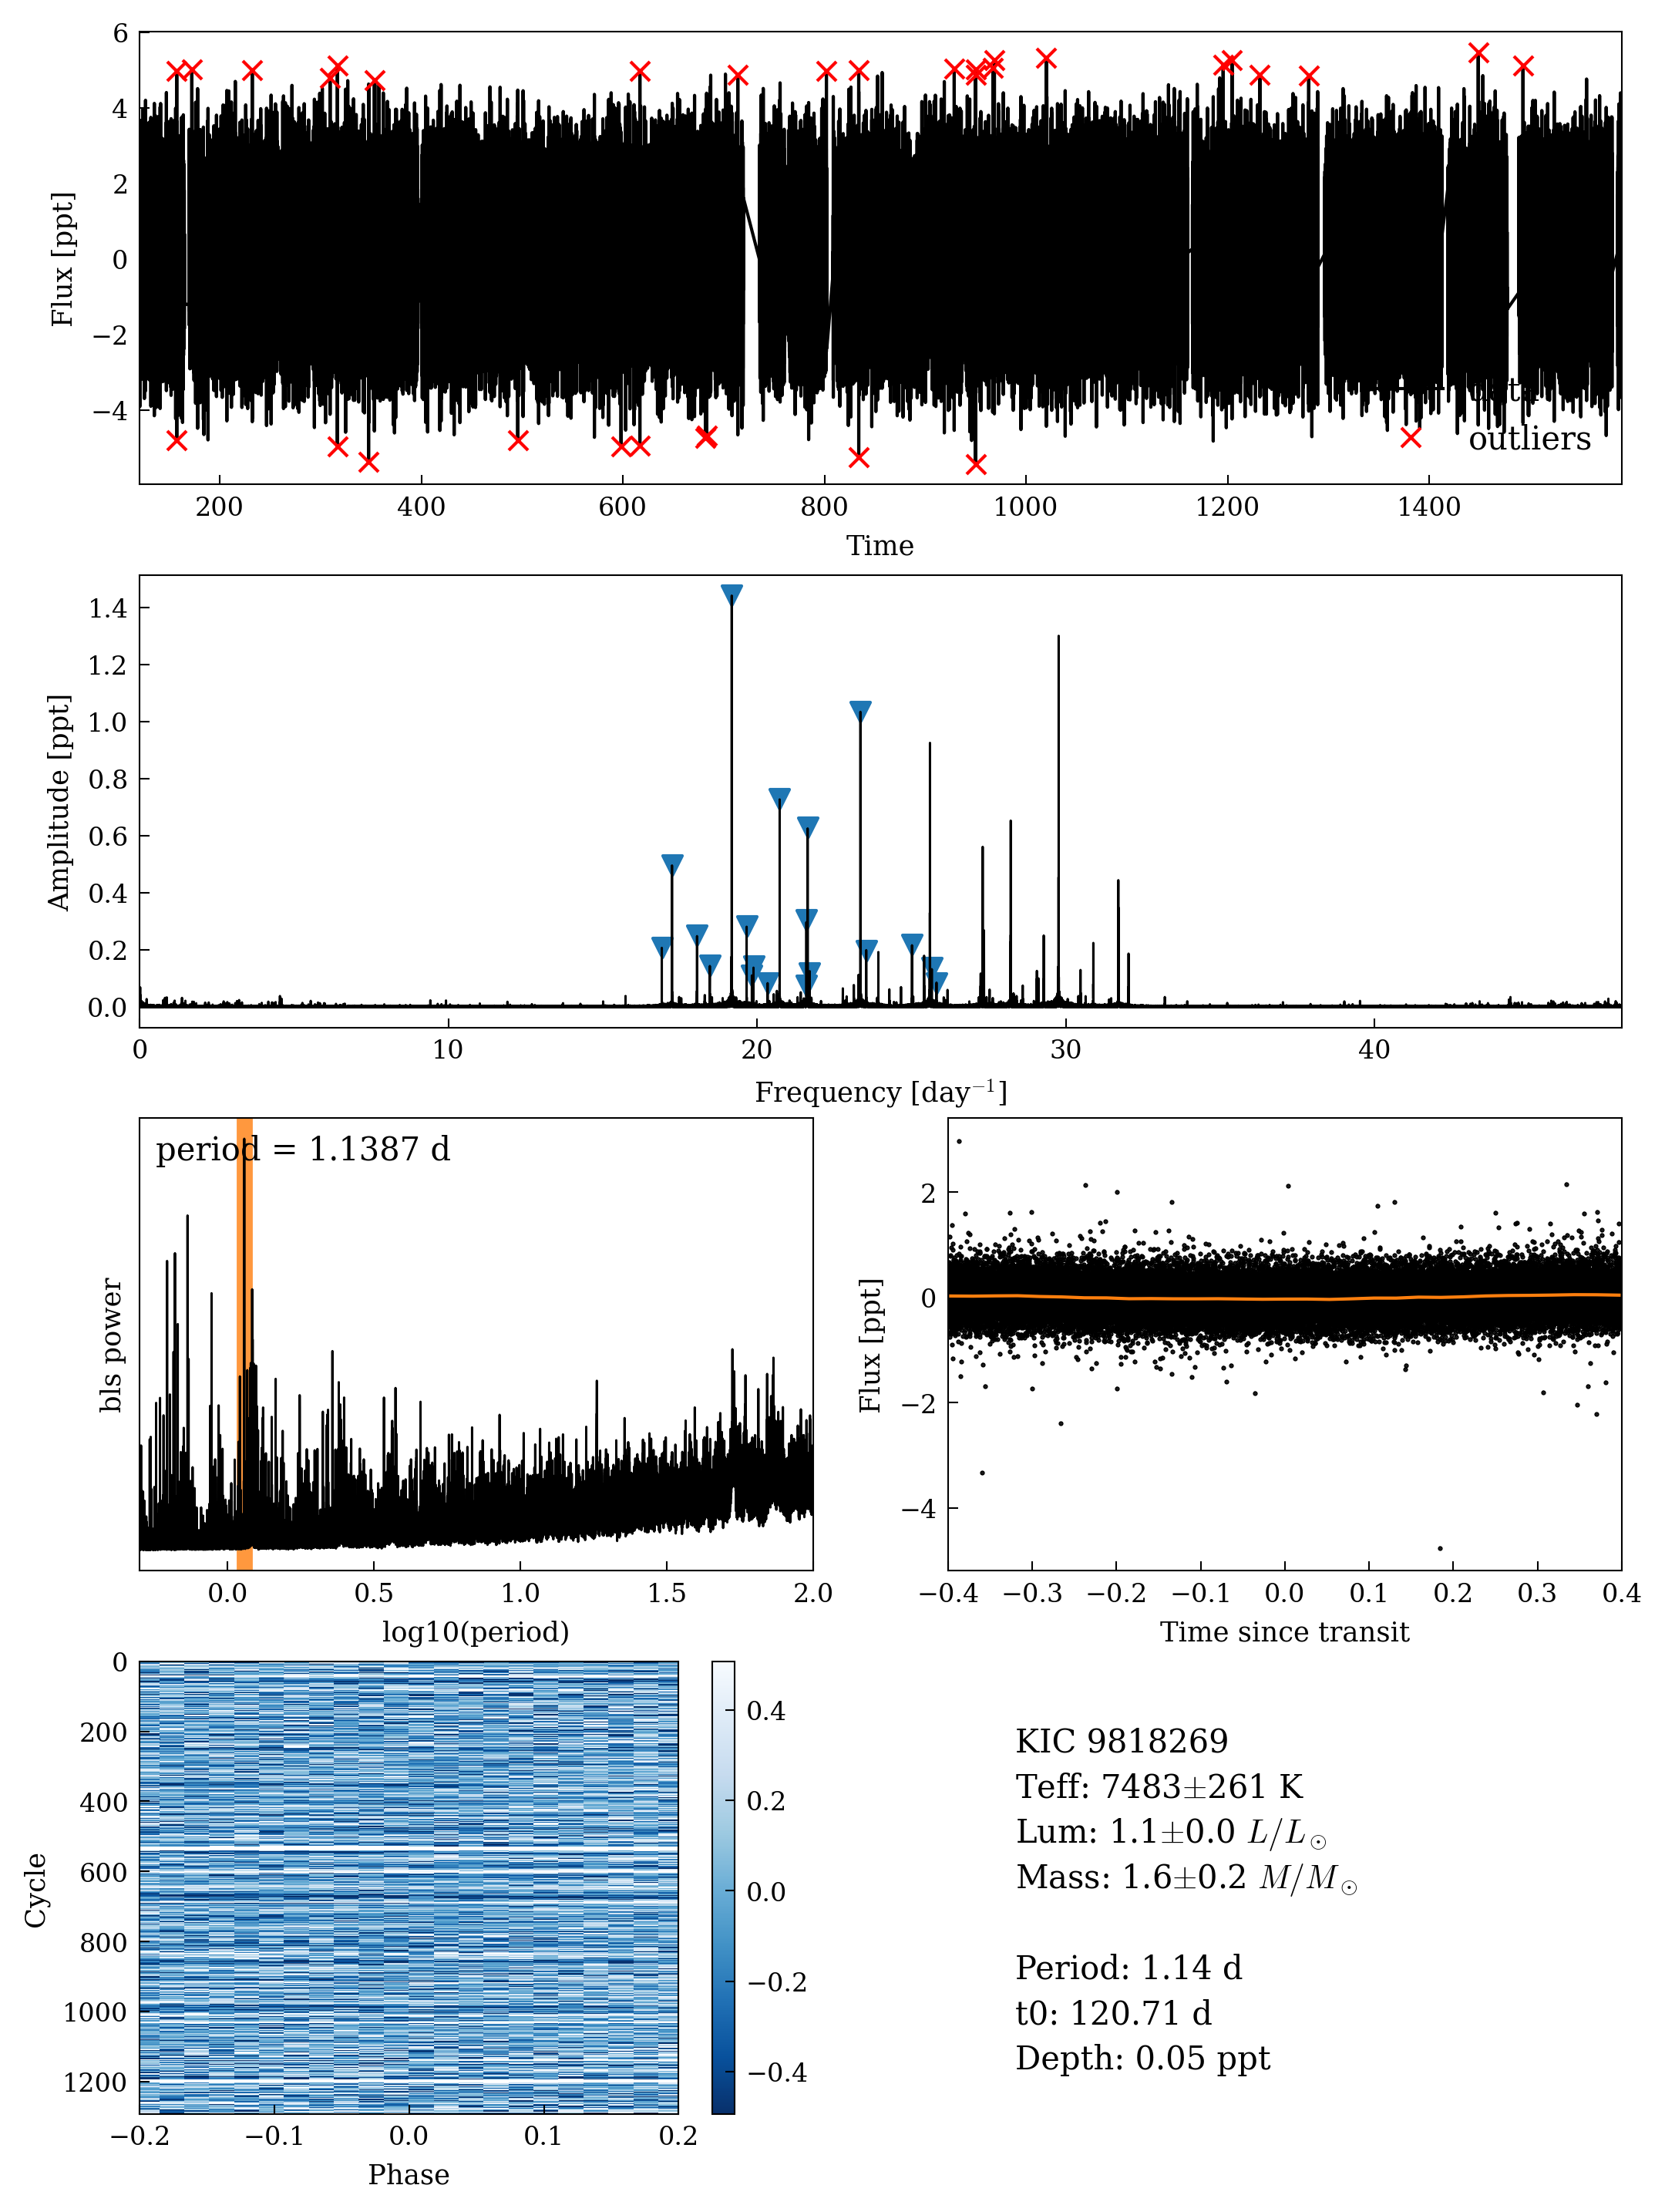 6
4
2
0
−2
−4
Flux [ppt]
outliers
200 400 600 800 1000 1200 1400
Time
1.4
1.2
1.0
0.8
0.6
0.4
0.2
0.0
Amplitude [ppt]
0 10 20 30 40
Frequency [day⁻¹]
period = 1.1387 d
bls power
0.0 0.5 1.0 1.5 2.0
log10(period)
2
0
−2
−4
Flux [ppt]
−0.4 −0.3 −0.2 −0.1 0.0 0.1 0.2 0.3 0.4
Time since transit
0
200
400
600
800
1000
1200
Cycle
−0.2 −0.1 0.0 0.1 0.2
Phase
0.4
0.2
0.0
−0.2
−0.4
KIC 9818269
Teff: 7483±261 K
Lum: 1.1±0.0 L/L⊙
Mass: 1.6±0.2 M/M⊙
Period: 1.14 d
t0: 120.71 d
Depth: 0.05 ppt